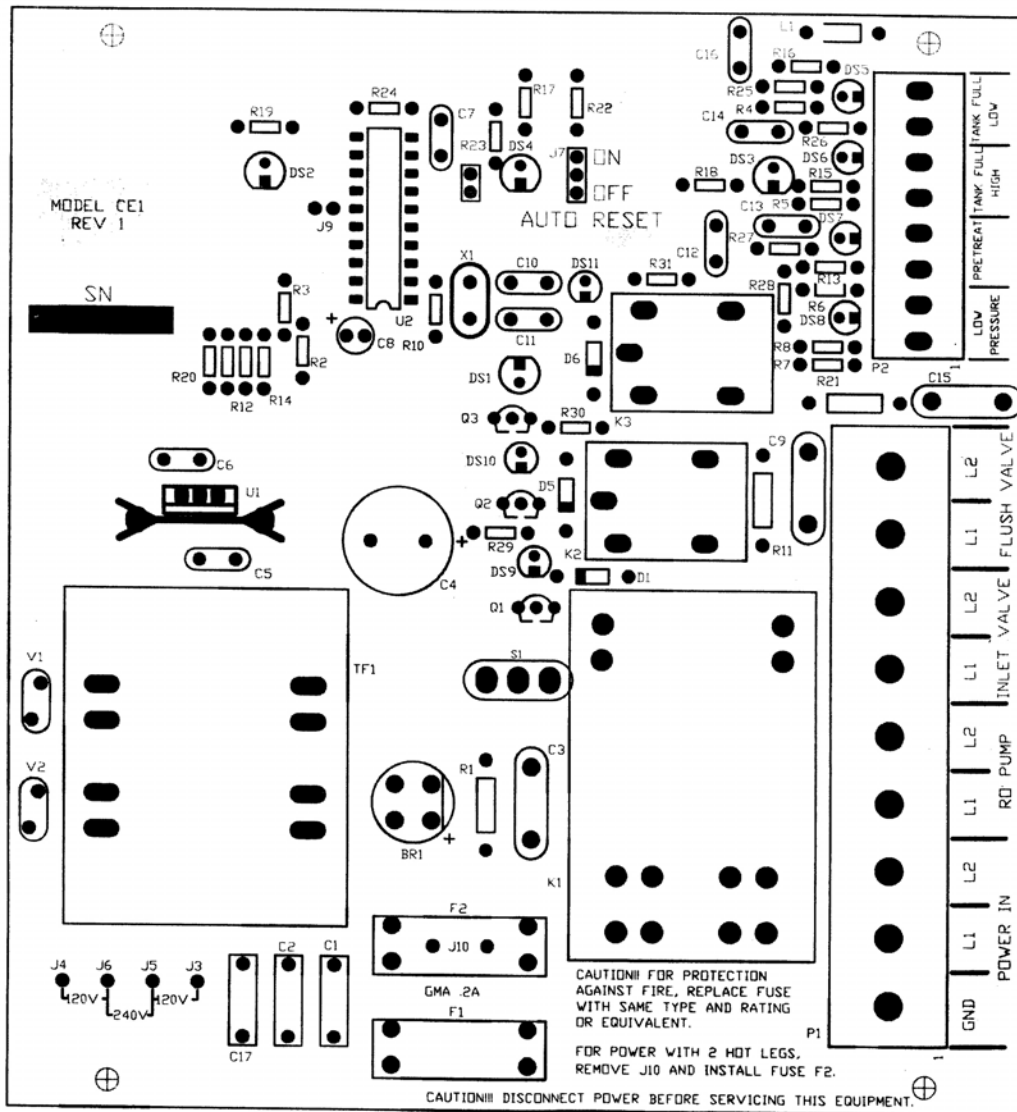 L1
C16
R16
DS5
R25
R4
R17
R24
R22
C7
R19
C14
R26
TANK FULL
LOW
R23
DS4
J7
ON
DS6
DS3
DS2
R18
R15
TANK FULL
HIGH
OFF
R5
MODEL CE1
REV 1
AUTO RESET
C13
DS7
J9
R27
C12
PRETREAT
X1
C10
DS11
R31
R13
SN
R3
R28
R6
DS8
LOW
PRESSURE
+
U2
R10
C8
C11
R2
D6
R8
R7
P2
1
R20
DS1
R21
C15
R12
R14
Q3
R30
K3
C9
DS10
L2
C6
U1
D5
Q2
L1
FLUSH VALVE
+
R29
K2
R11
C5
C4
DS9
D1
L2
Q1
INLET VALVE
V1
S1
L1
TF1
L2
V2
R1
C3
RO PUMP
L1
BR1
+
K1
L2
F2
J10
L1
POWER IN
J4
J6
J5
J3
C2
C1
120V
120V
240V
GMA .2A
F1
C17
CAUTION!!! FOR PROTECTION
AGAINST FIRE, REPLACE FUSE
WITH SAME TYPE AND RATING
OR EQUIVALENT.
GND
P1
1
FOR POWER WITH 2 HOT LEGS,
REMOVE J10 AND INSTALL FUSE F2.
CAUTION!!! DISCONNECT POWER BEFORE SERVICING THIS EQUIPMENT.